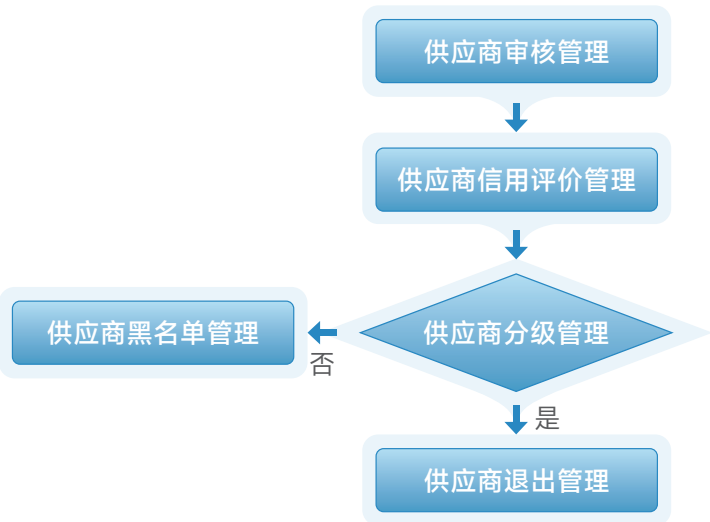 供应商审核管理
供应商信用评价管理
供应商分级管理
供应商黑名单管理
否
是
供应商退出管理